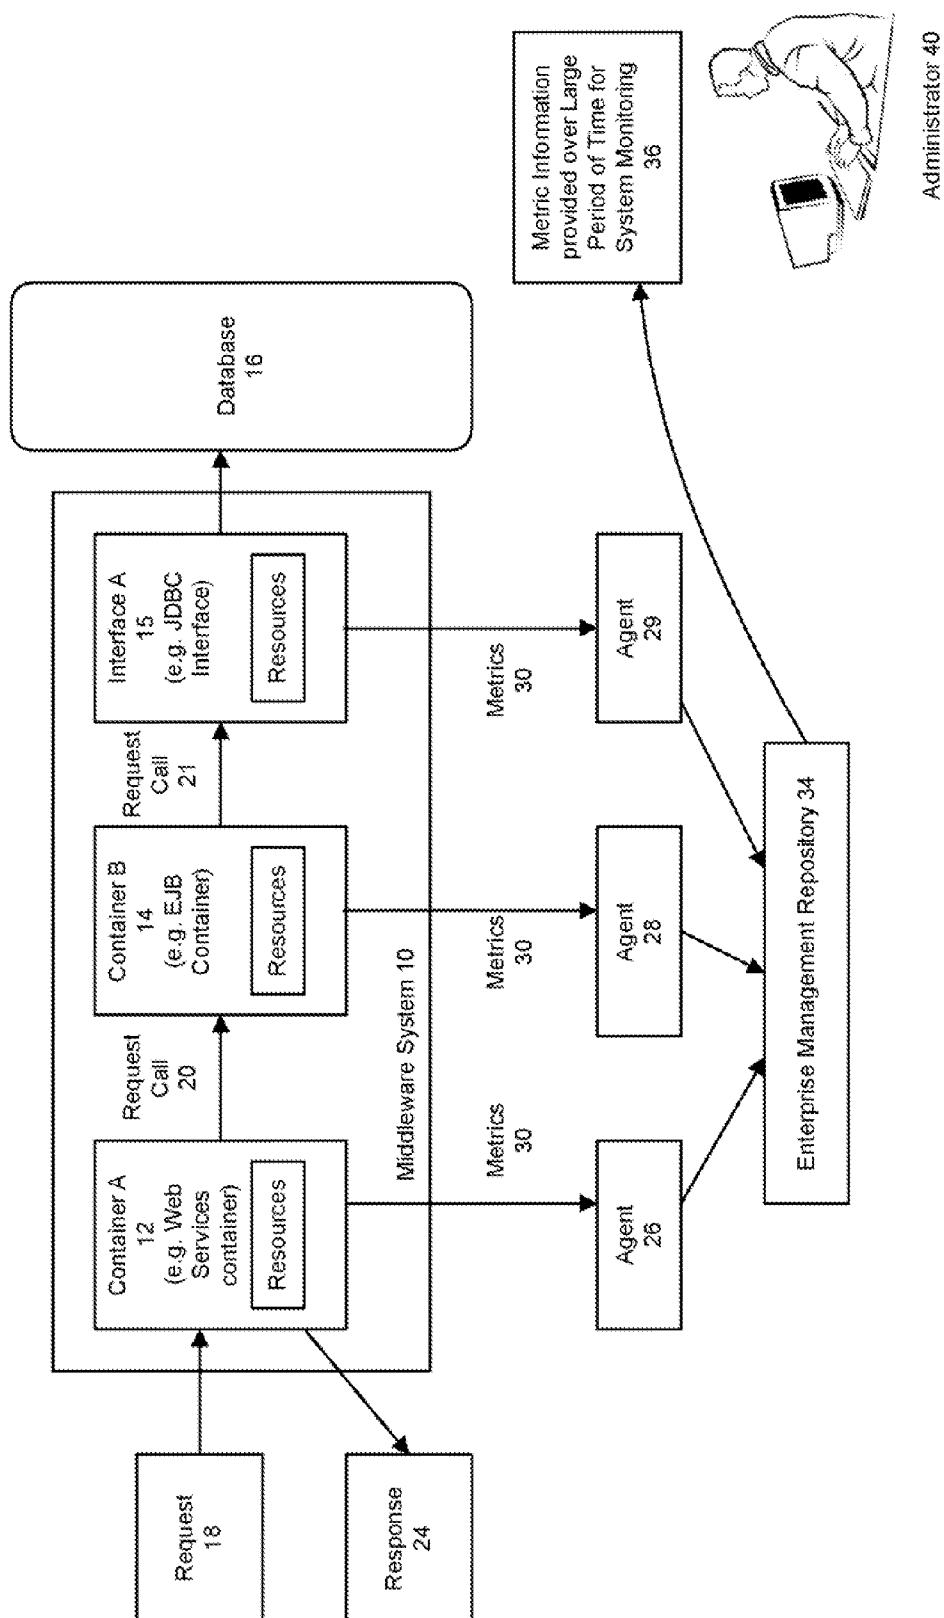 Request
18
Response
24
Container A
12
(e.g. Web
Services
container)
Resources
Request
Call
20
Container B
14
(e.g. EJB
Container)
Resources
Request
Call
21
Interface A
15
(e.g. JDBC
Interface)
Resources
Middleware System 10
Database
16
Metrics
30
Metrics
30
Metrics
30
Agent
26
Agent
28
Agent
29
Enterprise Management Repository 34
Metric Information
provided over Large
Period of Time for
System Monitoring
36
Administrator 40